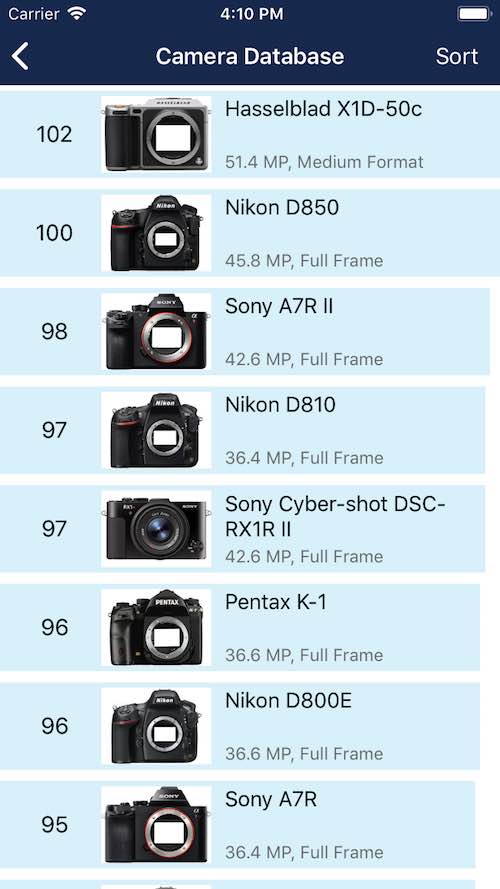 Carrier 4:10 PM
Camera Database Sort
102
Hasselblad X1D-50c
51.4 MP, Medium Format
100
Nikon
Nikon D850
45.8 MP, Full Frame
98
SONY
Sony A7R II
42.6 MP, Full Frame
97
Nikon
Nikon D810
36.4 MP, Full Frame
97
RX1
SONY
Sony Cyber-shot DSC-
RX1R II
42.6 MP, Full Frame
96
PENTAX
Pentax K-1
36.6 MP, Full Frame
96
Nikon
Nikon D800E
36.6 MP, Full Frame
95
SONY
Sony A7R
36.4 MP, Full Frame